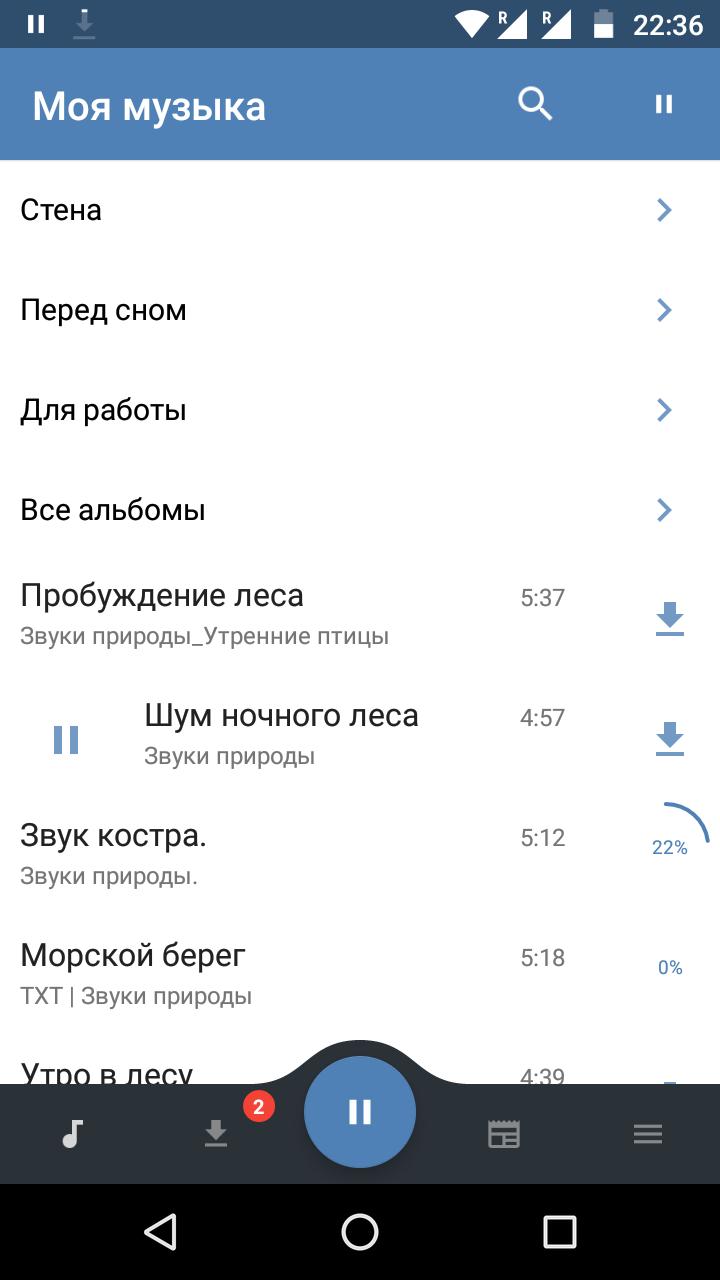 R R 22:36
Моя музыка
Стена
Перед сном
Для работы
Все альбомы
Пробуждение леса 5:37
Звуки природы_Утренние птицы
Шум ночного леса 4:57
Звуки природы
Звук костра. 5:12
22%
Звуки природы.
Морской берег 5:18
0%
TXT | Звуки природы
Утро в лесу 4:39
2